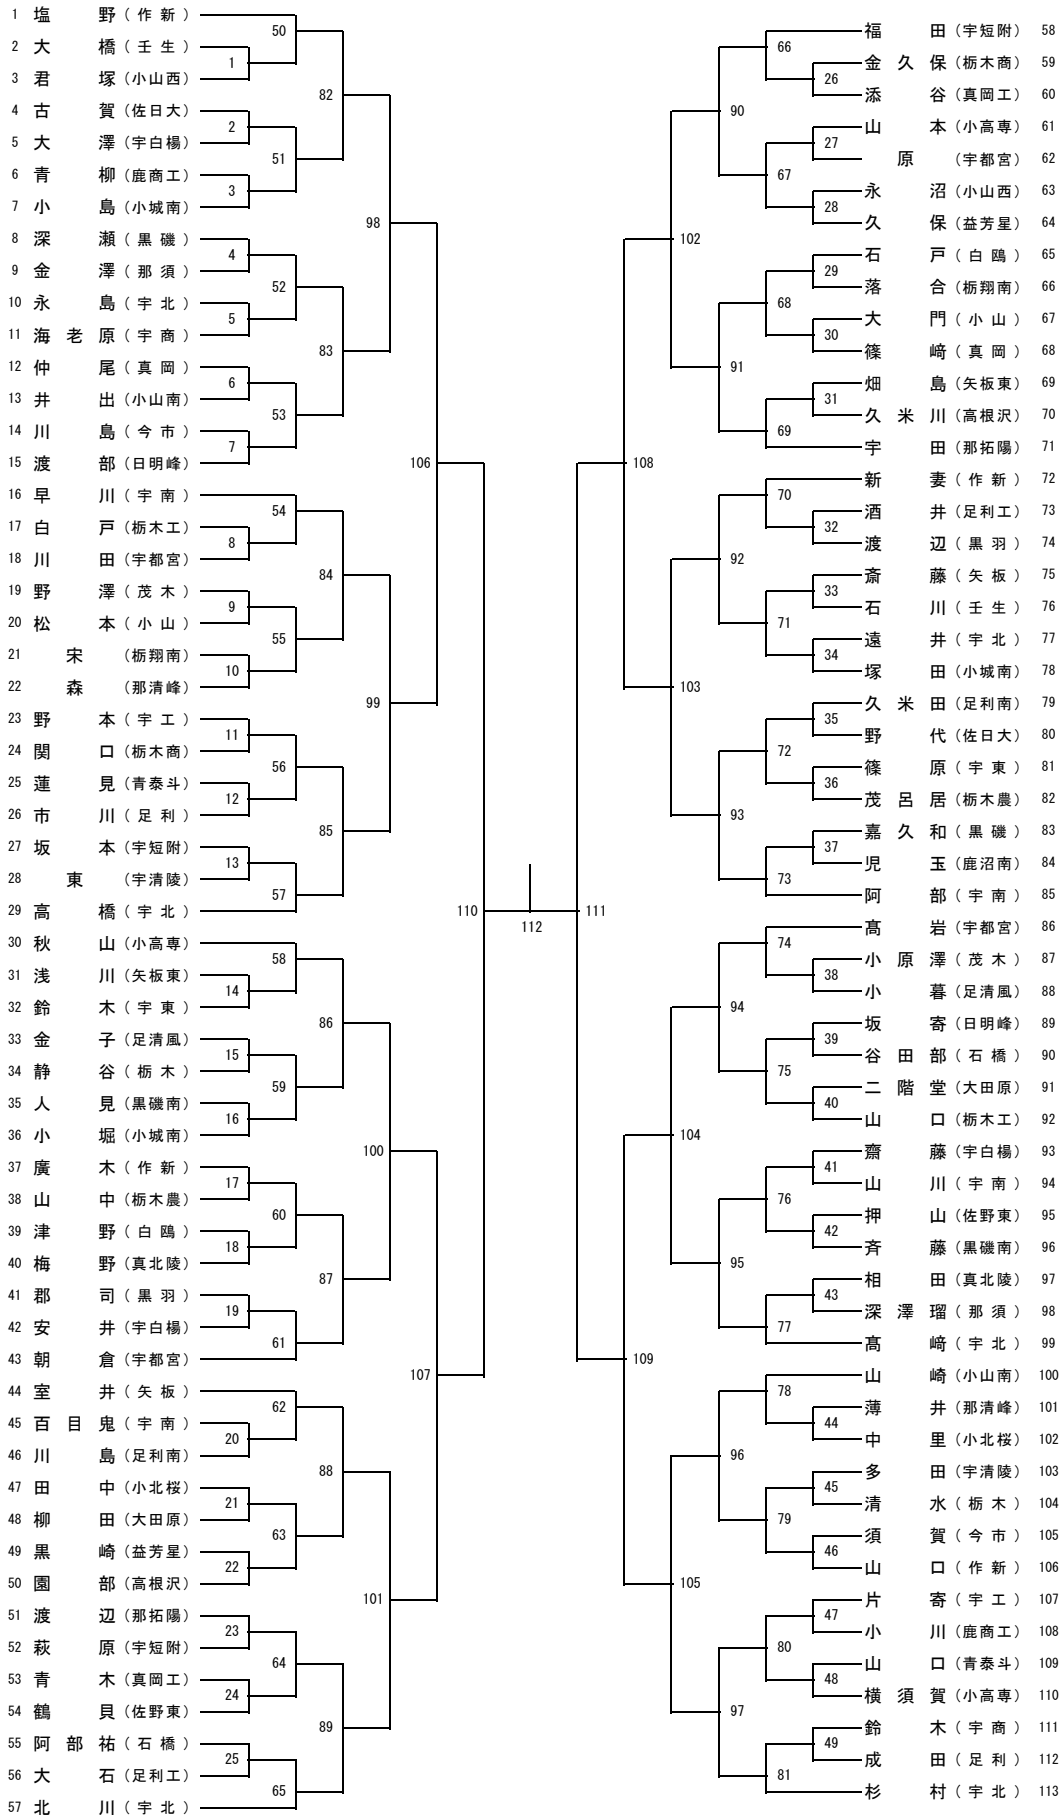 1 塩野(作新)
2 大橋(壬生)
3 君塚(小山西)
4 古賀(佐日大)
5 大澤(宇白楊)
6 青柳(鹿商工)
7 小島(小城南)
8 深瀬(黒磯)
9 金澤(那須)
10 永島(宇北)
11 海老原(宇商)
12 仲尾(真岡)
13 井出(小山南)
14 川島(今市)
15 渡部(日明峰)
16 早川(宇南)
17 白戸(栃木工)
18 川田(宇都宮)
19 野澤(茂木)
20 松本(小山)
21 宋(栃翔南)
22 森(那清峰)
23 野本(宇工)
24 関口(栃木商)
25 蓮見(青泰斗)
26 市川(足利)
27 坂本(宇短附)
28 東(宇清陵)
29 高橋(宇北)
30 秋山(小高専)
31 浅川(矢板東)
32 鈴木(宇東)
33 金子(足清風)
34 静谷(栃木)
35 人見(黒磯南)
36 小堀(小城南)
37 廣木(作新)
38 山中(栃木農)
39 津野(白鴎)
40 梅野(真北陵)
41 郡司(黒羽)
42 安井(宇白楊)
43 朝倉(宇都宮)
44 室井(矢板)
45 百目鬼(宇南)
46 川島(足利南)
47 田中(小北桜)
48 柳田(大田原)
49 黒崎(益芳星)
50 園部(高根沢)
51 渡辺(那拓陽)
52 萩原(宇短附)
53 青木(真岡工)
54 鶴貝(佐野東)
55 阿部祐(石橋)
56 大石(足利工)
57 北川(宇北)
50
1
82
2
51
3
98
4
52
5
83
6
53
7
106
54
8
84
9
55
10
99
11
56
12
85
13
57
110
58
14
86
15
59
16
100
17
60
18
87
19
61
107
62
20
88
21
63
22
101
23
64
24
89
25
65
112
111
66
26
90
27
67
28
102
29
68
30
91
31
69
108
70
32
92
33
71
34
103
35
72
36
93
37
73
74
38
94
39
75
40
104
41
76
42
95
43
77
109
78
44
96
45
79
46
105
47
80
48
97
49
81
福田(宇短附) 58
金久保(栃木商) 59
添谷(真岡工) 60
山本(小高専) 61
原(宇都宮) 62
永沼(小山西) 63
久保(益芳星) 64
石戸(白鴎) 65
落合(栃翔南) 66
大門(小山) 67
篠﨑(真岡) 68
畑島(矢板東) 69
久米川(高根沢) 70
宇田(那拓陽) 71
新妻(作新) 72
酒井(足利工) 73
渡辺(黒羽) 74
斎藤(矢板) 75
石川(壬生) 76
遠井(宇北) 77
塚田(小城南) 78
久米田(足利南) 79
野代(佐日大) 80
篠原(宇東) 81
茂呂居(栃木農) 82
嘉久和(黒磯) 83
児玉(鹿沼南) 84
阿部(宇南) 85
髙岩(宇都宮) 86
小原澤(茂木) 87
小暮(足清風) 88
坂寄(日明峰) 89
谷田部(石橋) 90
二階堂(大田原) 91
山口(栃木工) 92
齋藤(宇白楊) 93
山川(宇南) 94
押山(佐野東) 95
斉藤(黒磯南) 96
相田(真北陵) 97
深澤瑠(那須) 98
髙﨑(宇北) 99
山崎(小山南) 100
薄井(那清峰) 101
中里(小北桜) 102
多田(宇清陵) 103
清水(栃木) 104
須賀(今市) 105
山口(作新) 106
片寄(宇工) 107
小川(鹿商工) 108
山口(青泰斗) 109
横須賀(小高専) 110
鈴木(宇商) 111
成田(足利) 112
杉村(宇北) 113